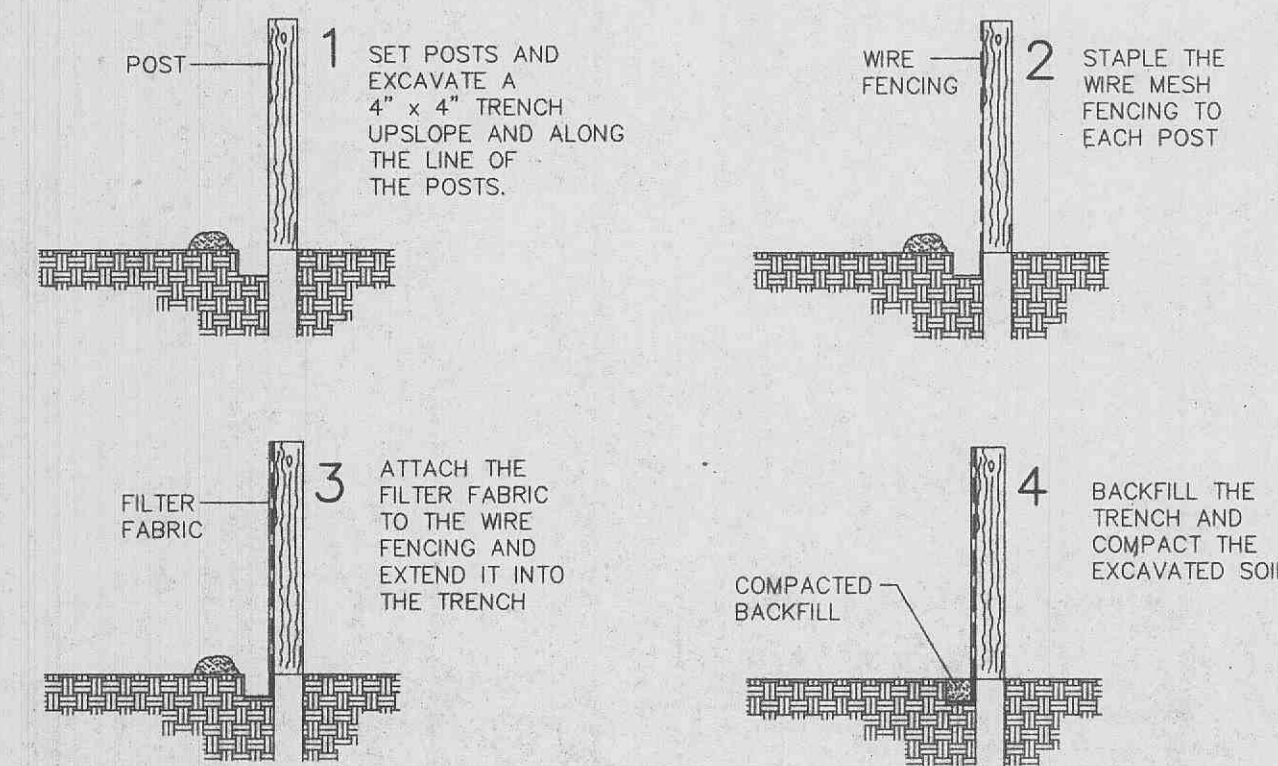 POST
1
SET POSTS AND
EXCAVATE A
4" x 4" TRENCH
UPSLOPE AND ALONG
THE LINE OF
THE POSTS.
WIRE
FENCING
2
STAPLE THE
WIRE MESH
FENCING TO
EACH POST
FILTER
FABRIC
3
ATTACH THE
FILTER FABRIC
TO THE WIRE
FENCING AND
EXTEND IT INTO
THE TRENCH
COMPACTED
BACKFILL
4
BACKFILL THE
TRENCH AND
COMPACT THE
EXCAVATED SOIL